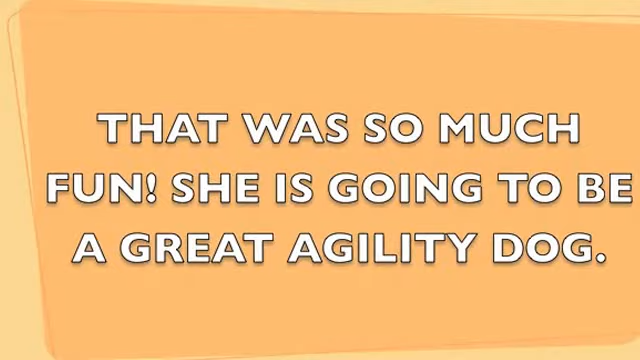 THAT WAS SO MUCH
FUN! SHE IS GOING TO BE
A GREAT AGILITY DOG.